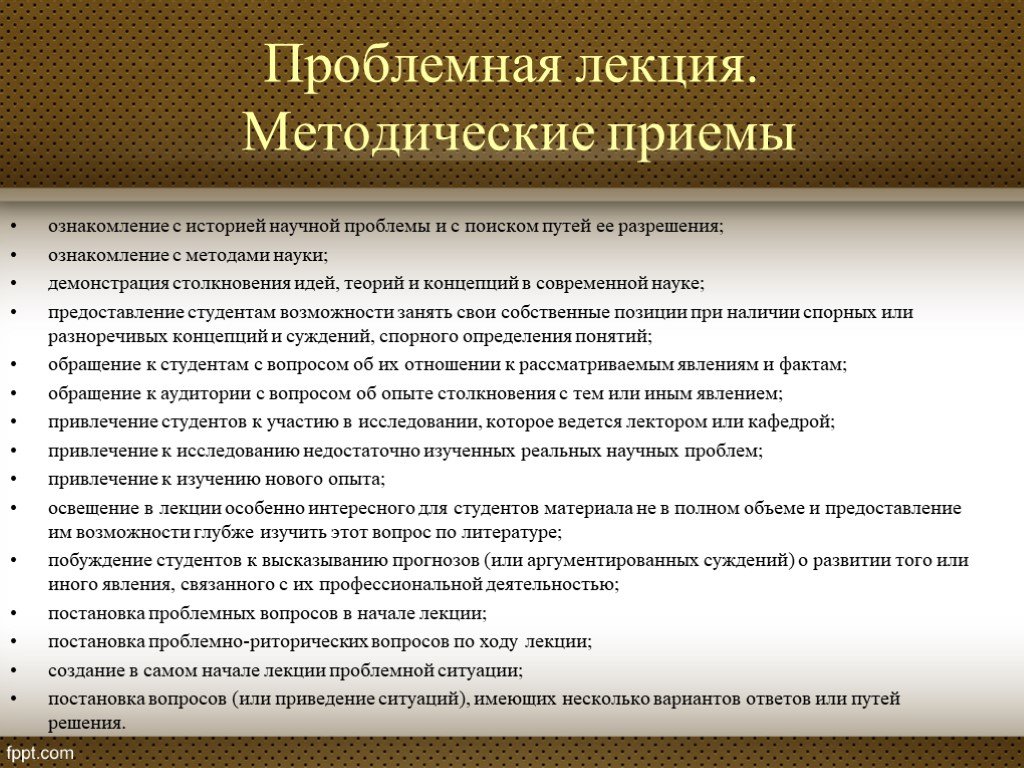 Проблемная лекция.
Методические приемы
• ознакомление с историей научной проблемы и с поиском путей ее разрешения;
• ознакомление с методами науки;
• демонстрация столкновения идей, теорий и концепций в современной науке;
• предоставление студентам возможности занять свои собственные позиции при наличии спорных или
разноречивых концепций и суждений, спорного определения понятий;
• обращение к студентам с вопросом об их отношении к рассматриваемым явлениям и фактам;
• обращение к аудитории с вопросом об опыте столкновения с тем или иным явлением;
• привлечение студентов к участию в исследовании, которое ведется лектором или кафедрой;
• привлечение к исследованию недостаточно изученных реальных научных проблем;
• привлечение к изучению нового опыта;
• освещение в лекции особенно интересного для студентов материала не в полном объеме и предоставление
им возможности глубже изучить этот вопрос по литературе;
• побуждение студентов к высказыванию прогнозов (или аргументированных суждений) о развитии того или
иного явления, связанного с их профессиональной деятельностью;
• постановка проблемных вопросов в начале лекции;
• постановка проблемно-риторических вопросов по ходу лекции;
• создание в самом начале лекции проблемной ситуации;
• постановка вопросов (или приведение ситуаций), имеющих несколько вариантов ответов или путей
решения.
fppt.com